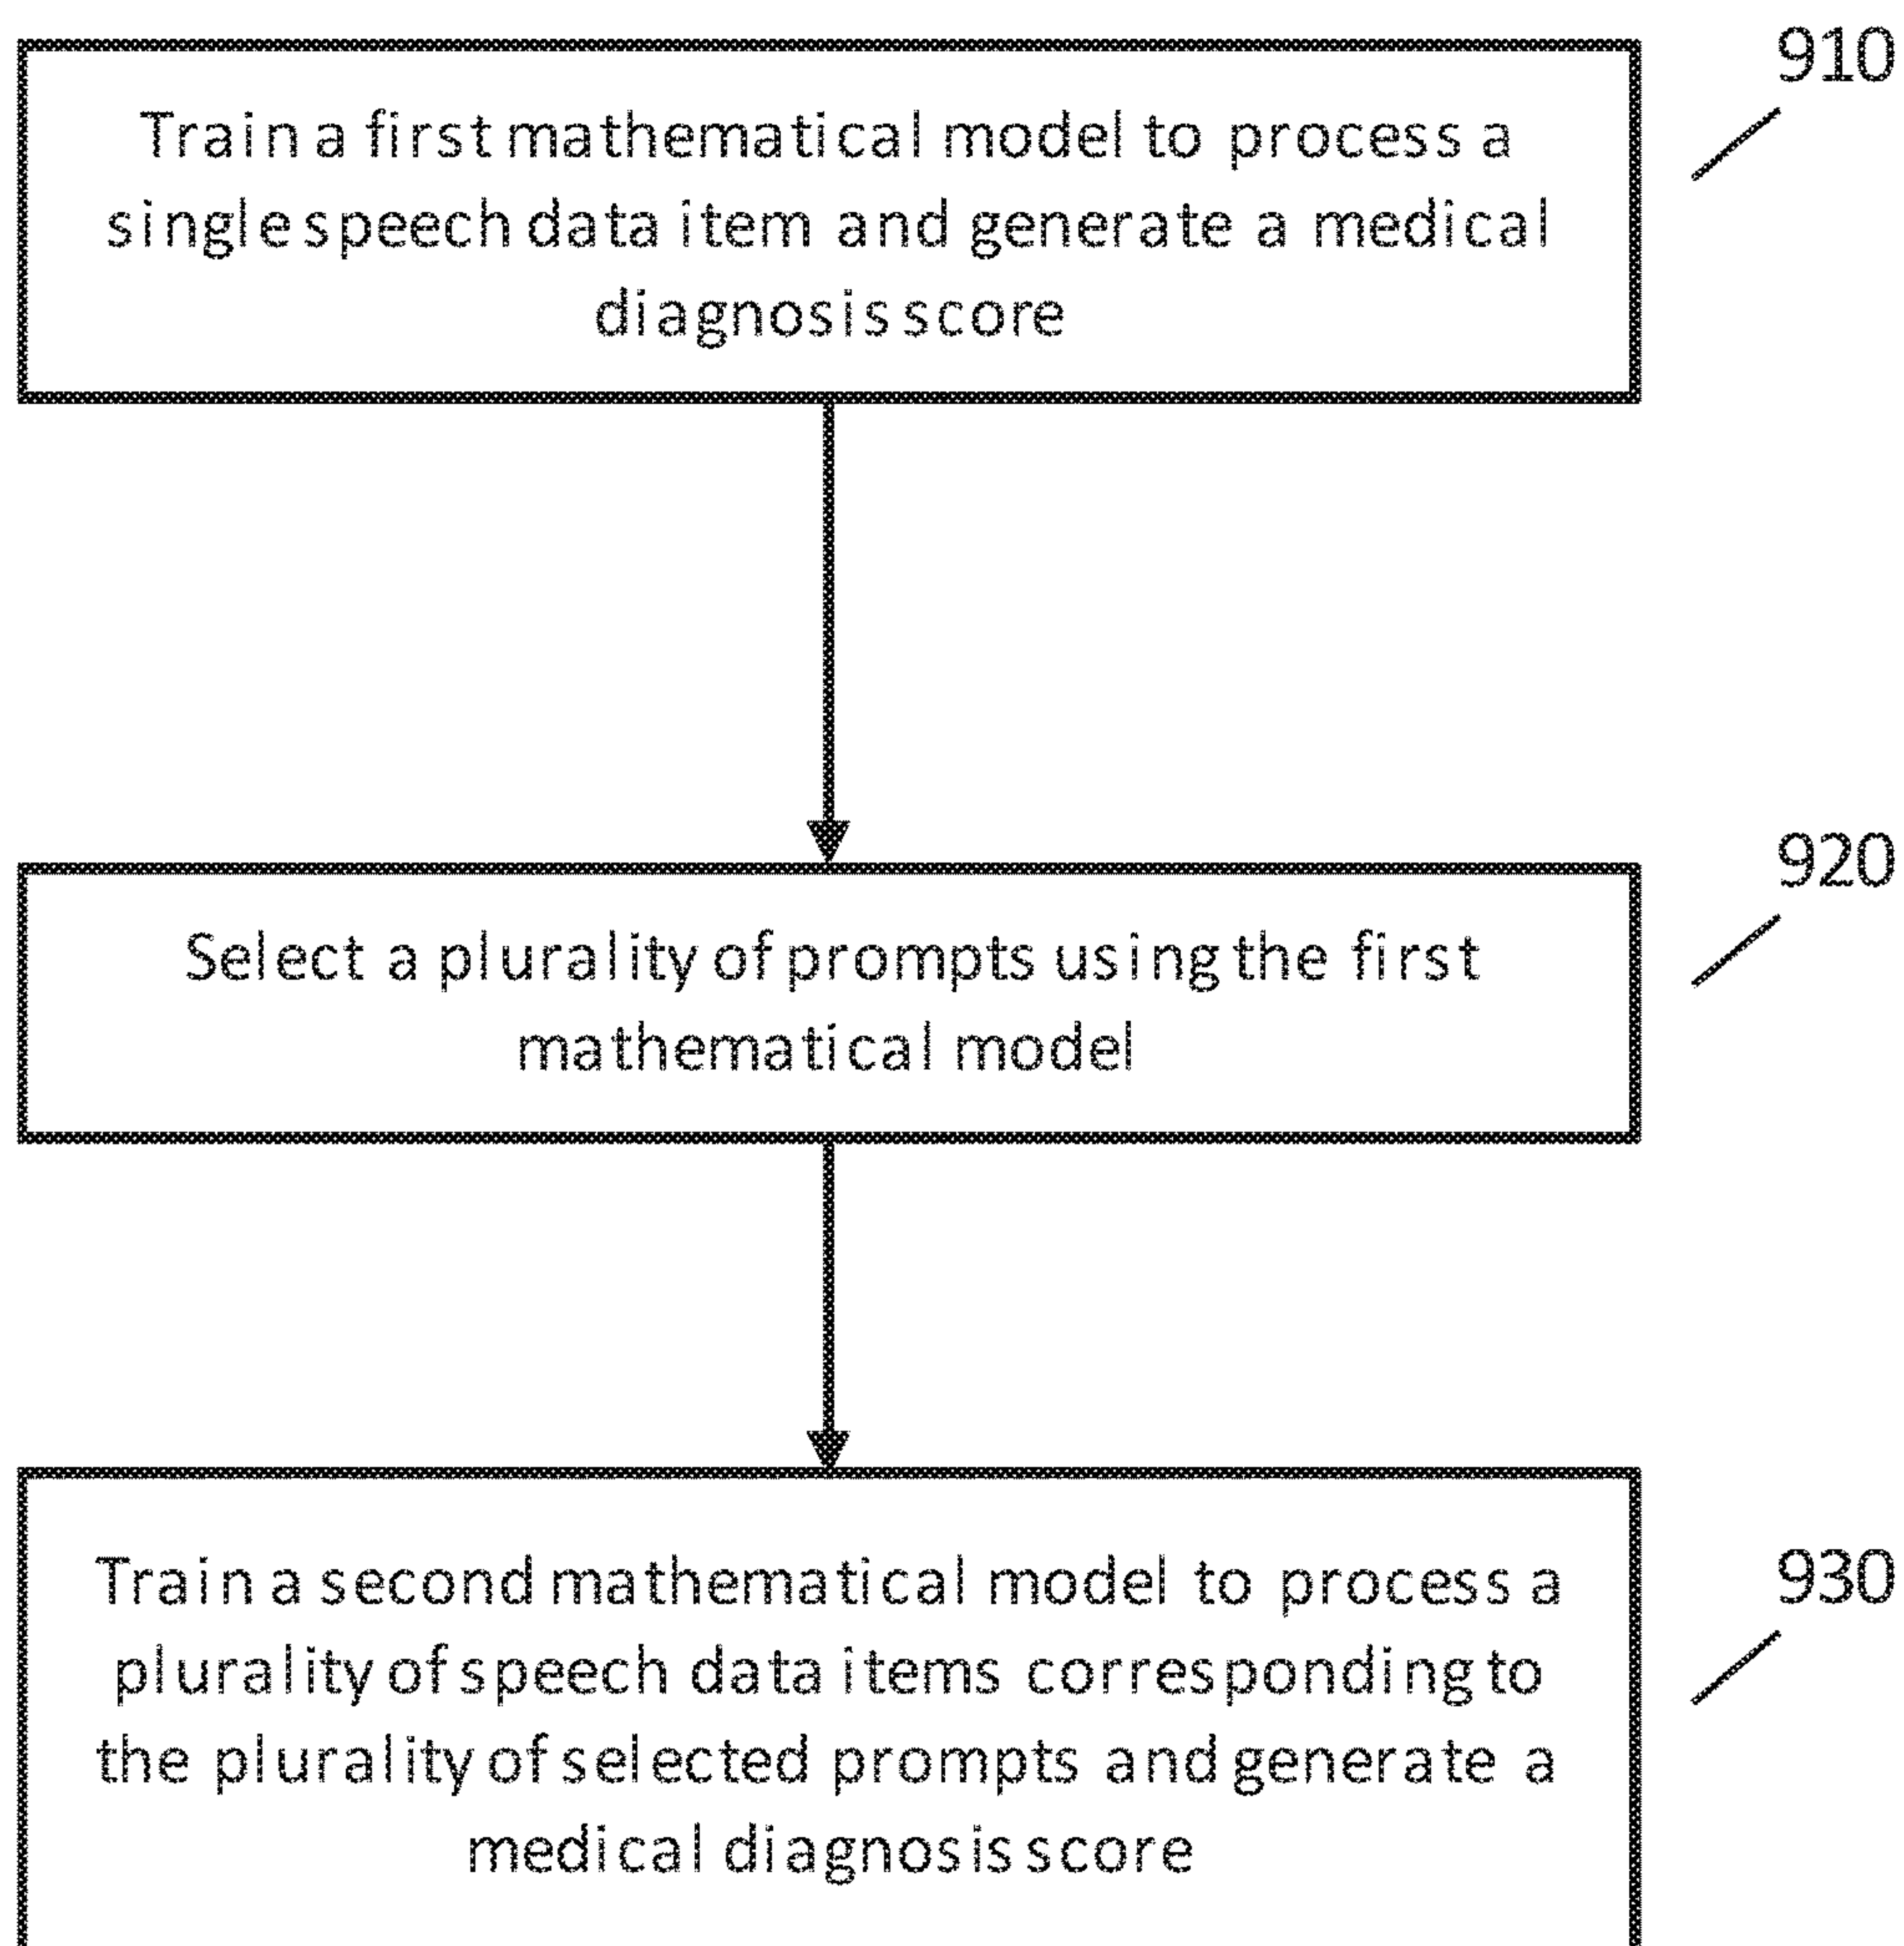 910
Train a first mathematical model to process a
single speech data item and generate a medical
diagnosis score
920
Select a plurality of prompts using the first
mathematical model
930
Train a second mathematical model to process a
plurality of speech data items corresponding to
the plurality of selected prompts and generate a
medical diagnosis score